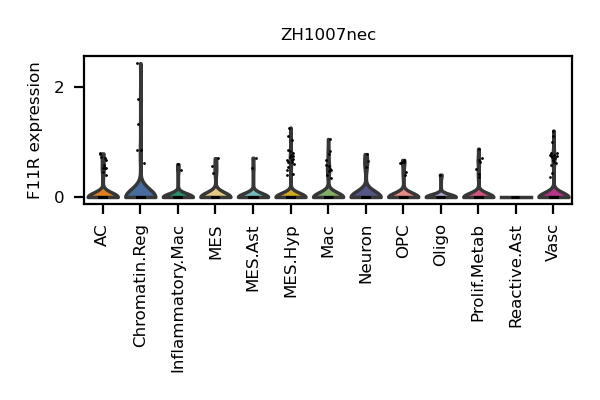 ZH1007nec
F11R expression
2
0
AC
Chromatin.Reg
Inflammatory.Mac
MES
MES.Ast
MES.Hyp
Mac
Neuron
OPC
Oligo
Prolif.Metab
Reactive.Ast
Vasc